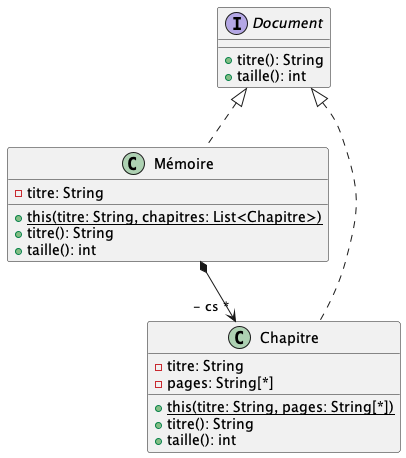 I Document
titre(): String
taille(): int
C Mémoire
titre: String
this(titre: String, chapitres: List<Chapitre>)
titre(): String
taille(): int
- cs *
C Chapitre
titre: String
pages: String[*]
this(titre: String, pages: String[*])
titre(): String
taille(): int